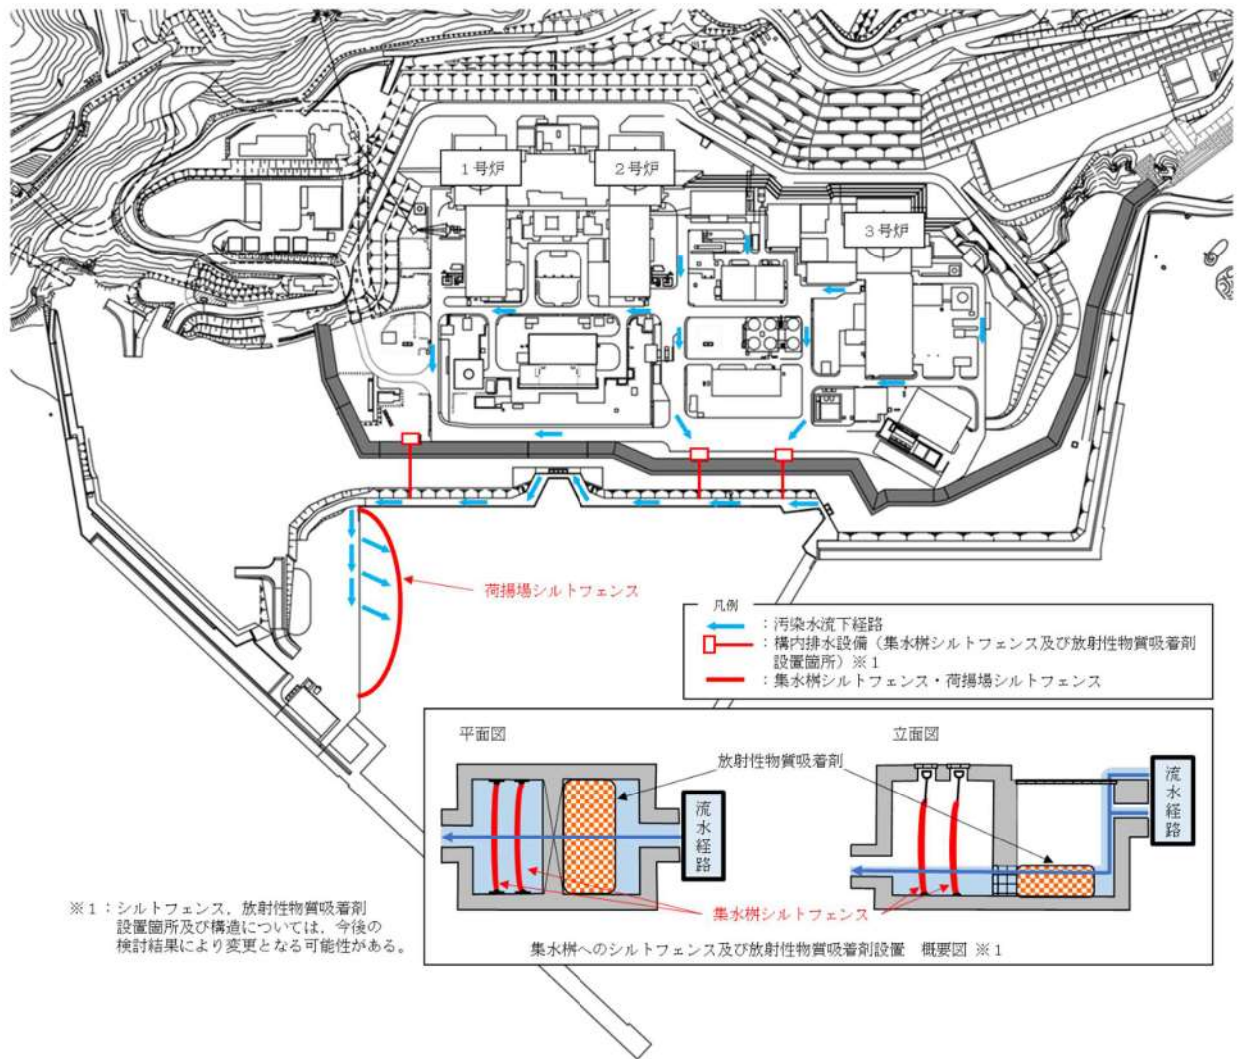 1号炉
2号炉
3号炉
荷揚場シルトフェンス
凡例
：汚染水流下経路
：構内排水設備（集水桝シルトフェンス及び放射性物質吸着剤
設置箇所）※1
：集水桝シルトフェンス・荷揚場シルトフェンス
平面図
立面図
放射性物質吸着剤
流水経路
流水経路
集水桝シルトフェンス
集水桝へのシルトフェンス及び放射性物質吸着剤設置　概要図 ※1
※1：シルトフェンス，放射性物質吸着剤
設置箇所及び構造については，今後の
検討結果により変更となる可能性がある。